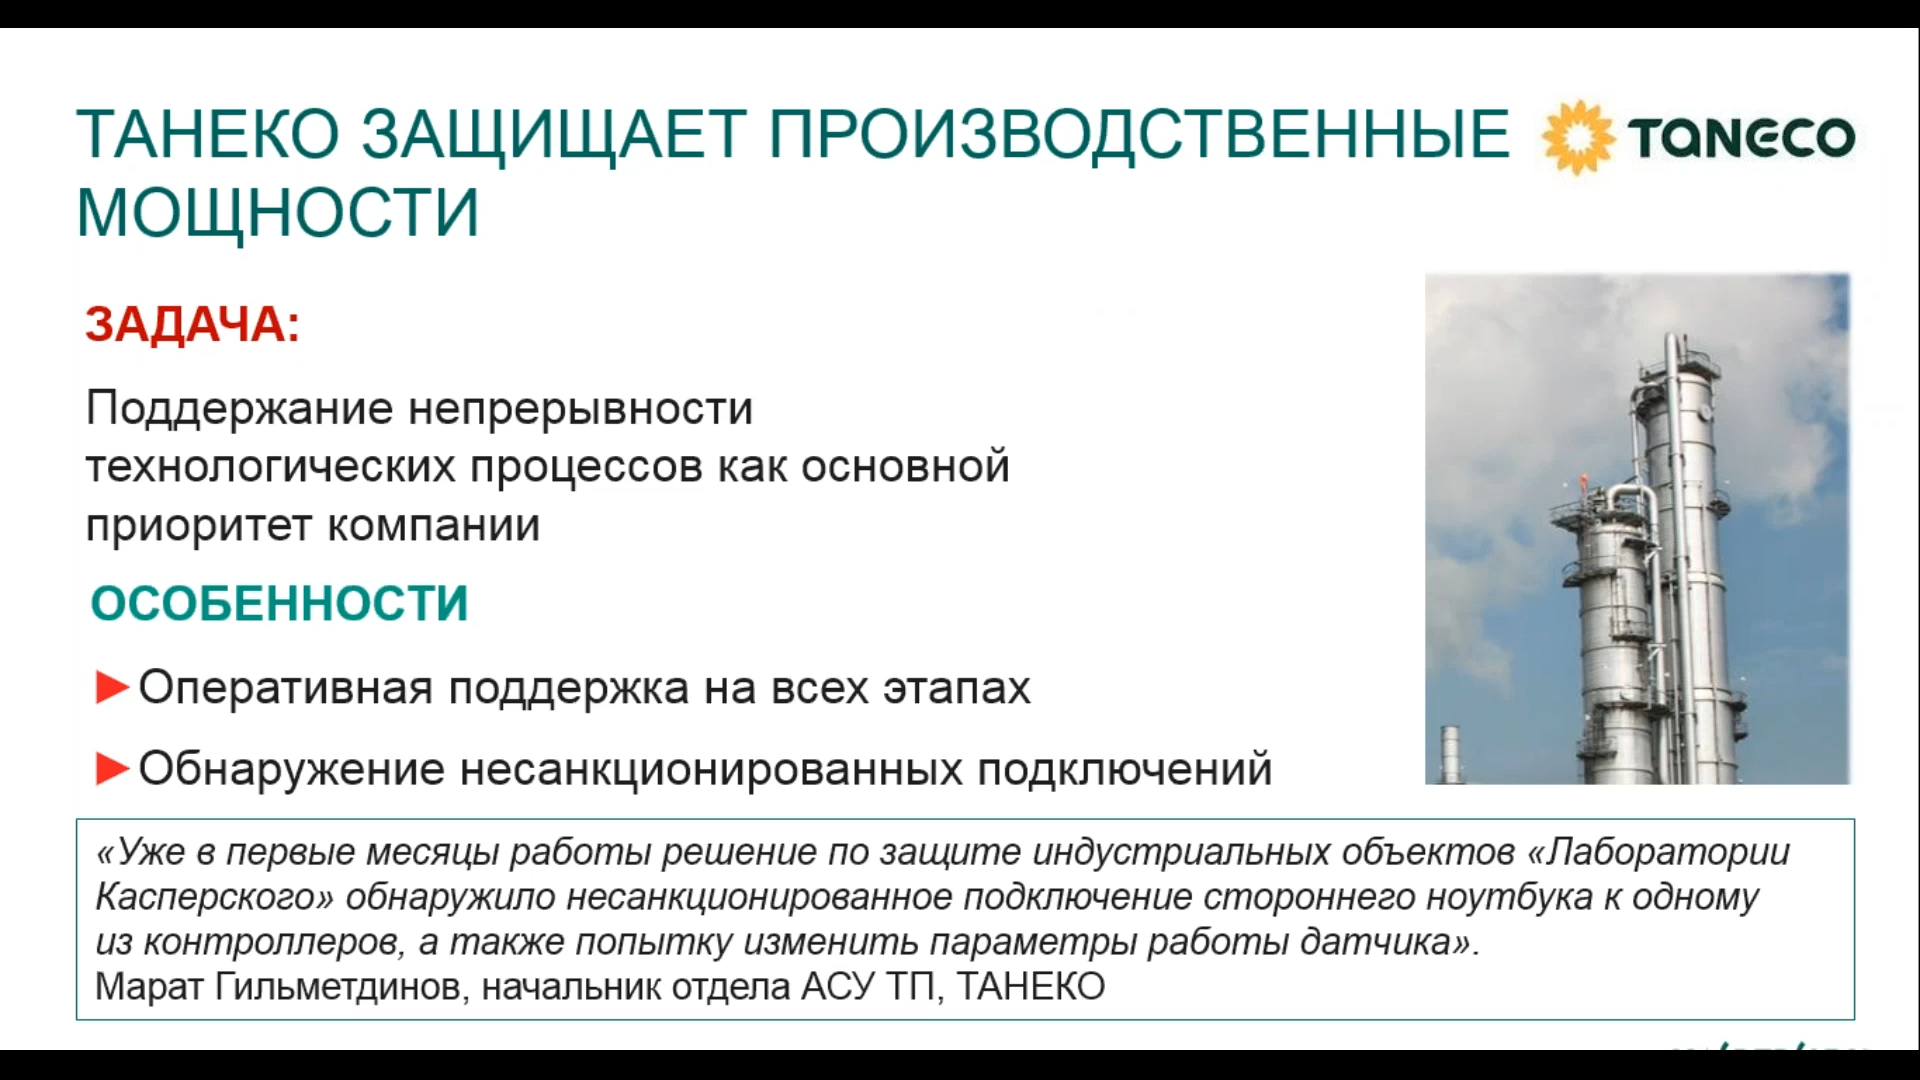 ТАНЕКО ЗАЩИЩАЕТ ПРОИЗВОДСТВЕННЫЕ
МОЩНОСТИ
TANECO
ЗАДАЧА:
Поддержание непрерывности
технологических процессов как основной
приоритет компании
ОСОБЕННОСТИ
►Оперативная поддержка на всех этапах
►Обнаружение несанкционированных подключений
«Уже в первые месяцы работы решение по защите индустриальных объектов «Лаборатории
Касперского» обнаружило несанкционированное подключение стороннего ноутбука к одному
из контроллеров, а также попытку изменить параметры работы датчика».
Марат Гильметдинов, начальник отдела АСУ ТП, ТАНЕКО